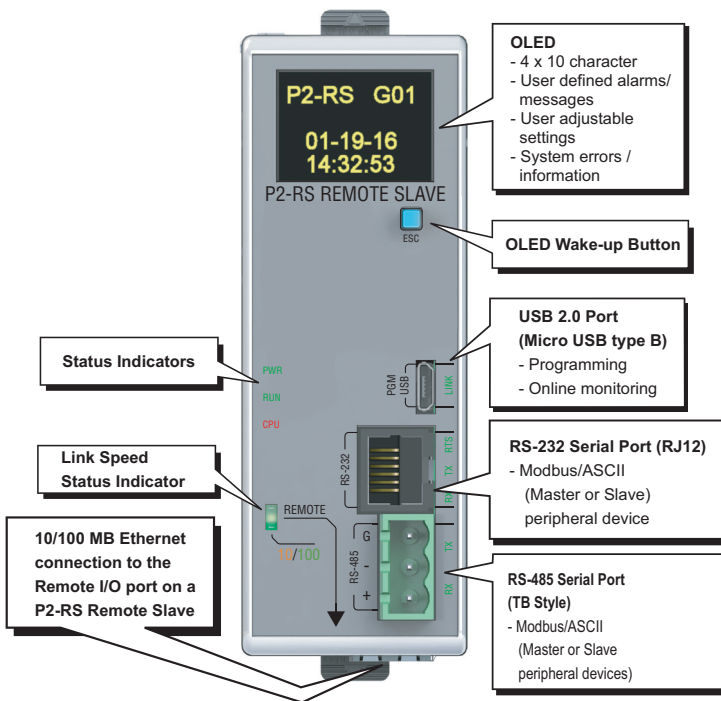 OLED
- 4 x 10 character
- User defined alarms/
messages
- User adjustable
settings
- System errors /
information
P2-RS G01
01-19-16
14:32:53
P2-RS REMOTE SLAVE
ESC
OLED Wake-up Button
USB 2.0 Port
(Micro USB type B)
- Programming
- Online monitoring
Status Indicators
PWR
RUN
CPU
PGM
USB
LINK
RS-232 Serial Port (RJ12)
- Modbus/ASCII
(Master or Slave)
peripheral device
RS-232
RTS
TX
RX
Link Speed
Status Indicator
REMOTE
10/100
10/100 MB Ethernet
connection to the
Remote I/O port on a
P2-RS Remote Slave
RS-485
G
-
+
TX
RX
RS-485 Serial Port
(TB Style)
- Modbus/ASCII
(Master or Slave
peripheral devices)